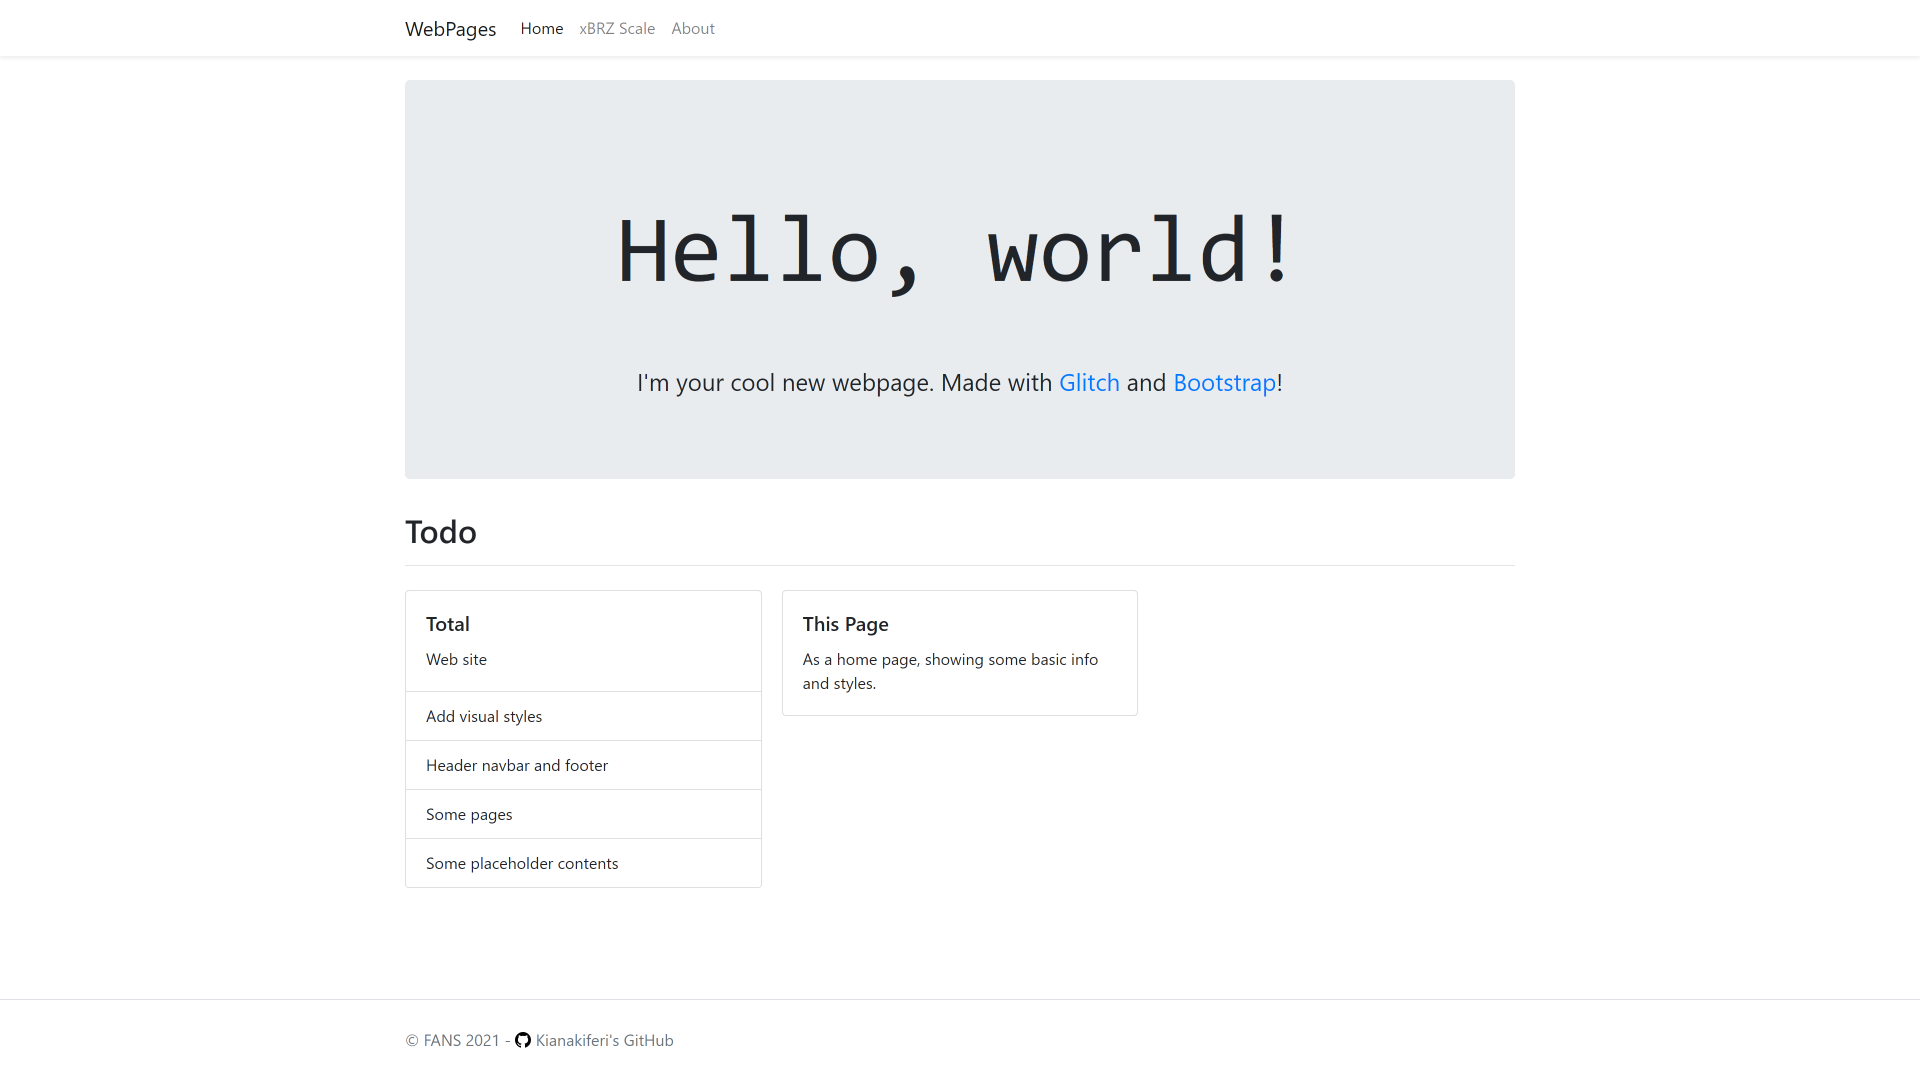 WebPages Home xBRZ Scale About
Hello, world!
I'm your cool new webpage. Made with Glitch and Bootstrap!
Todo
Total
Web site
Add visual styles
Header navbar and footer
Some pages
Some placeholder contents
This Page
As a home page, showing some basic info
and styles.
© FANS 2021 - Kianakiferi's GitHub